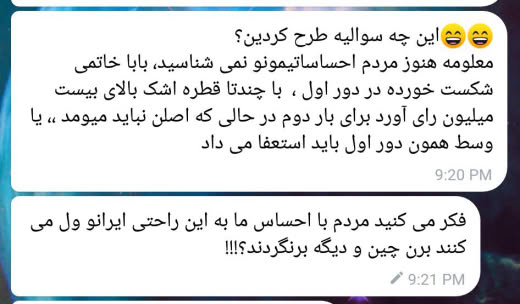 😄😄این چه سوالیه طرح کردین؟
معلومه هنوز مردم احساساتیمونو نمی شناسید، بابا خاتمی
شکست خورده در دور اول ، با چندتا قطره اشک بالای بیست
میلیون رای آورد برای بار دوم در حالی که اصلن نباید میومد ،، یا
وسط همون دور اول باید استعفا می داد
9:20 PM
فکر می کنید مردم با احساس ما به این راحتی ایرانو ول می
کنند برن چین و دیگه برنگردند؟!!!
9:21 PM